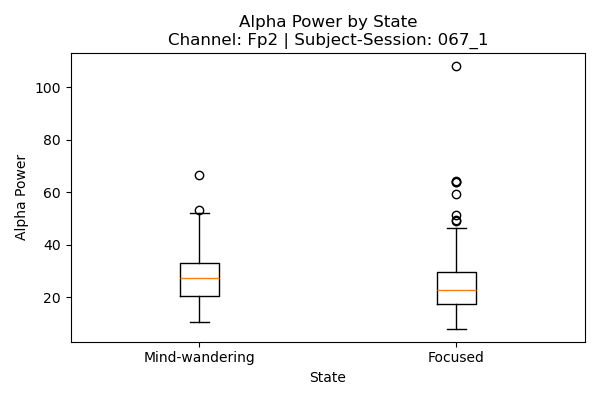 Alpha Power by State
Channel: Fp2 | Subject-Session: 067_1
Alpha Power
100
80
60
40
20
Mind-wandering
Focused
State